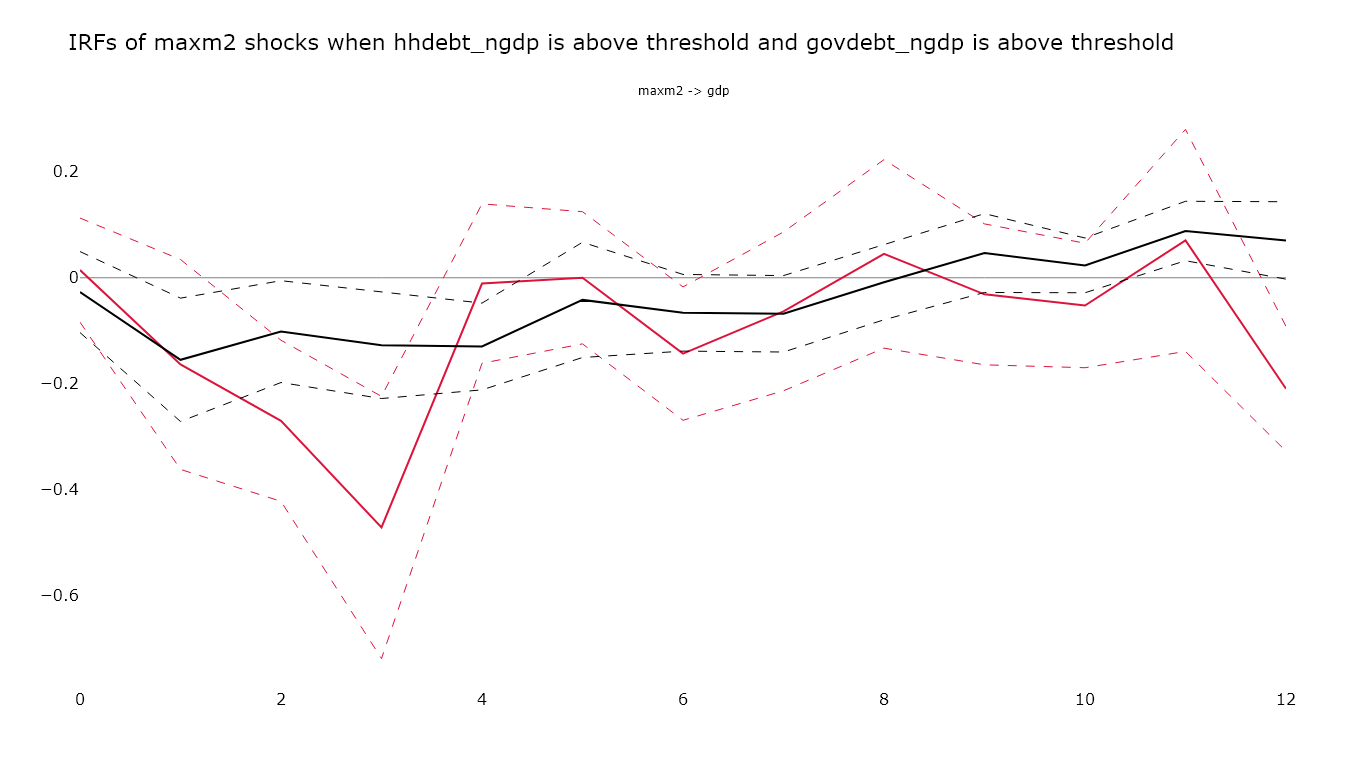 IRFs of maxm2 shocks when hhdebt_ngdp is above threshold and govdebt_ngdp is above threshold
maxm2 -> gdp
0.2
0
−0.2
−0.4
−0.6
0 2 4 6 8 10 12